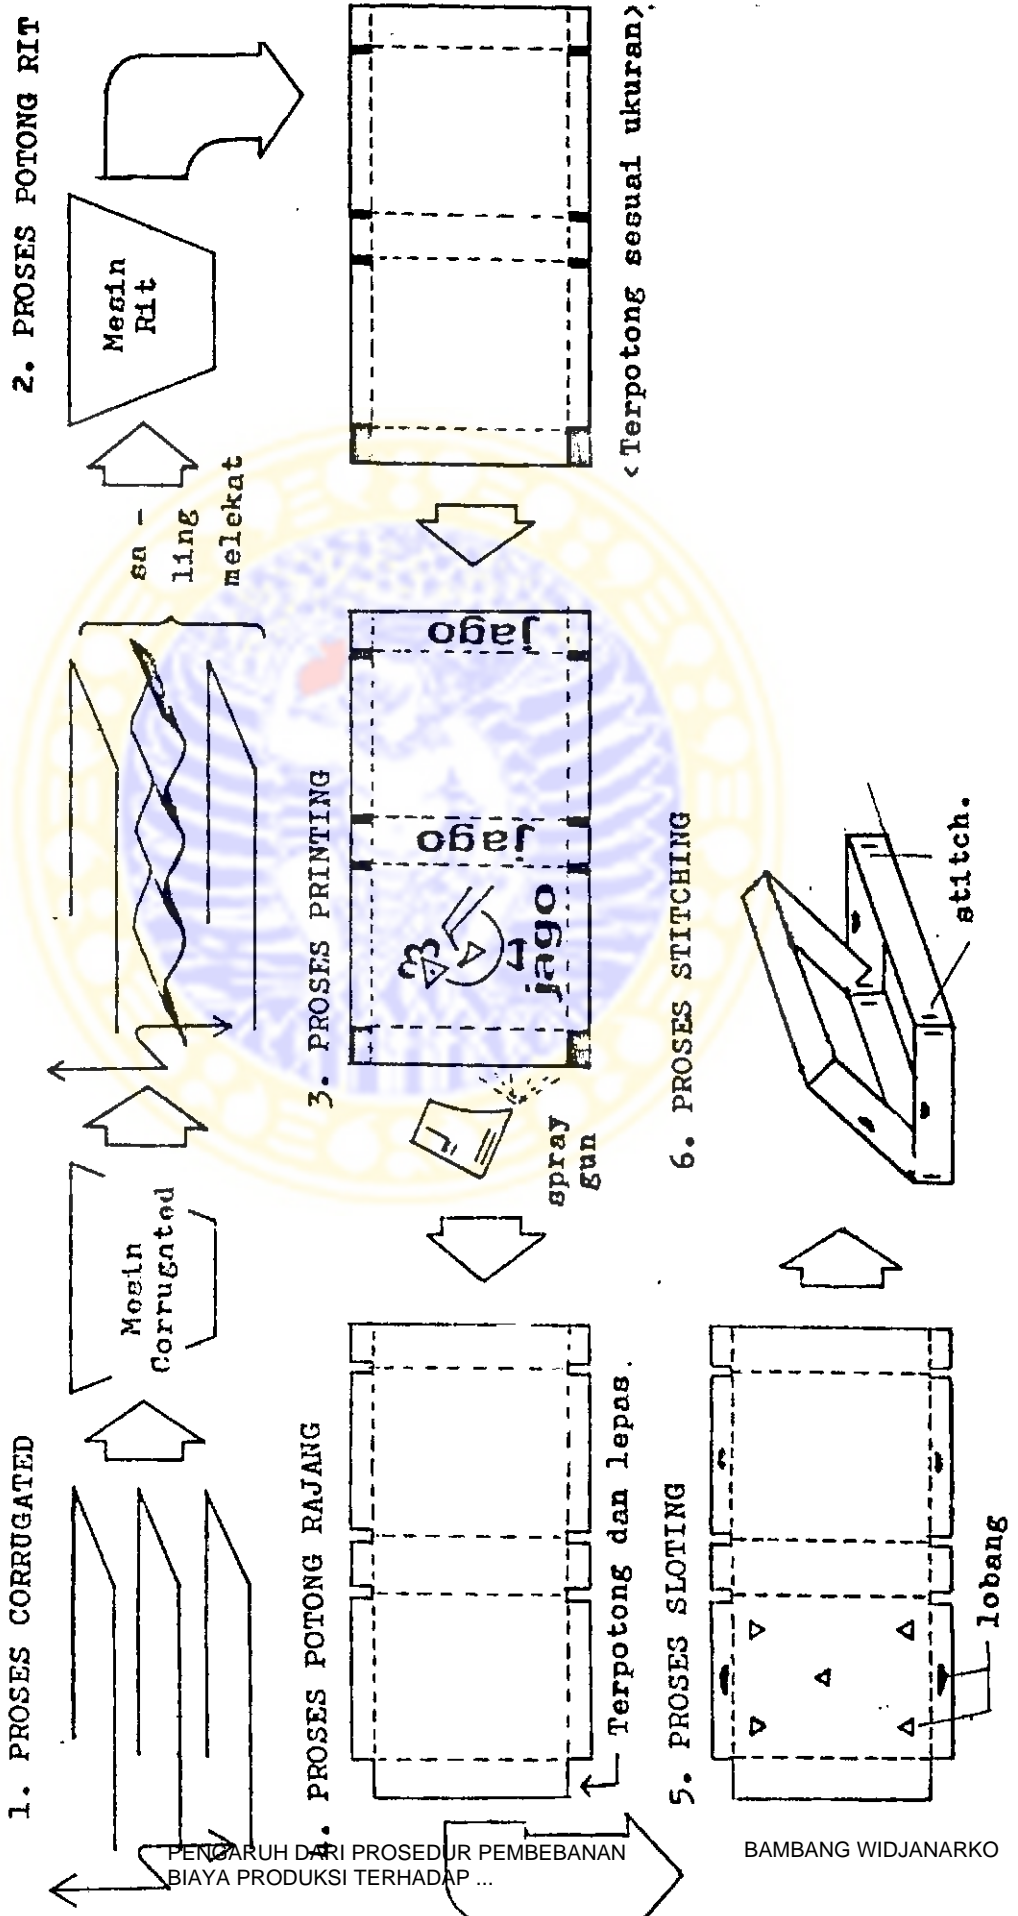 1. PROSES CORRUGATED
Mesin
Corrugated
sa -
ling
melekat
2. PROSES POTONG RIT
Mesin
Rit
<Terpotong sesuai ukuran>
3. PROSES PRINTING
spray
gun
jago
jago
jago
4. PROSES POTONG RAJANG
Terpotong dan lepas.
5. PROSES SLOTING
lobang
6. PROSES STITCHING
stitch.
PENGARUH DARI PROSEDUR PEMBEBANAN
BIAYA PRODUKSI TERHADAP ...
BAMBANG WIDJANARKO